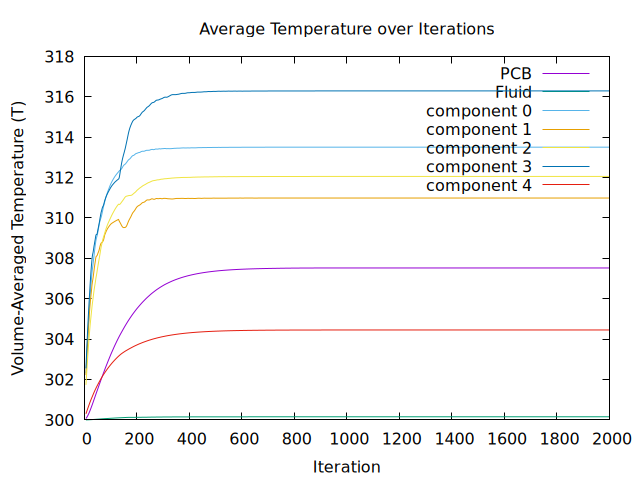 Average Temperature over Iterations
Volume-Averaged Temperature (T)
318
316
314
312
310
308
306
304
302
300
PCB
Fluid
component 0
component 1
component 2
component 3
component 4
0 200 400 600 800 1000 1200 1400 1600 1800 2000
Iteration